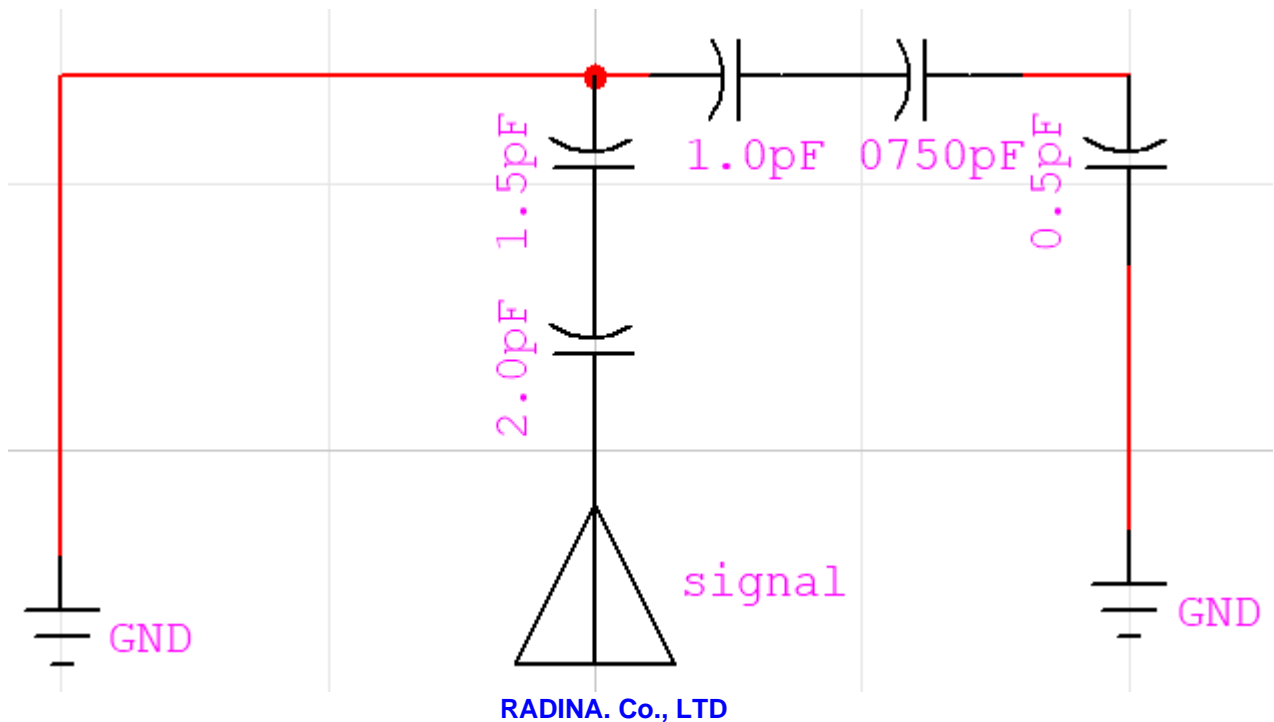 1.5pF
1.0pF
0750pF
0.5pF
2.0pF
signal
GND
GND
RADINA. Co., LTD